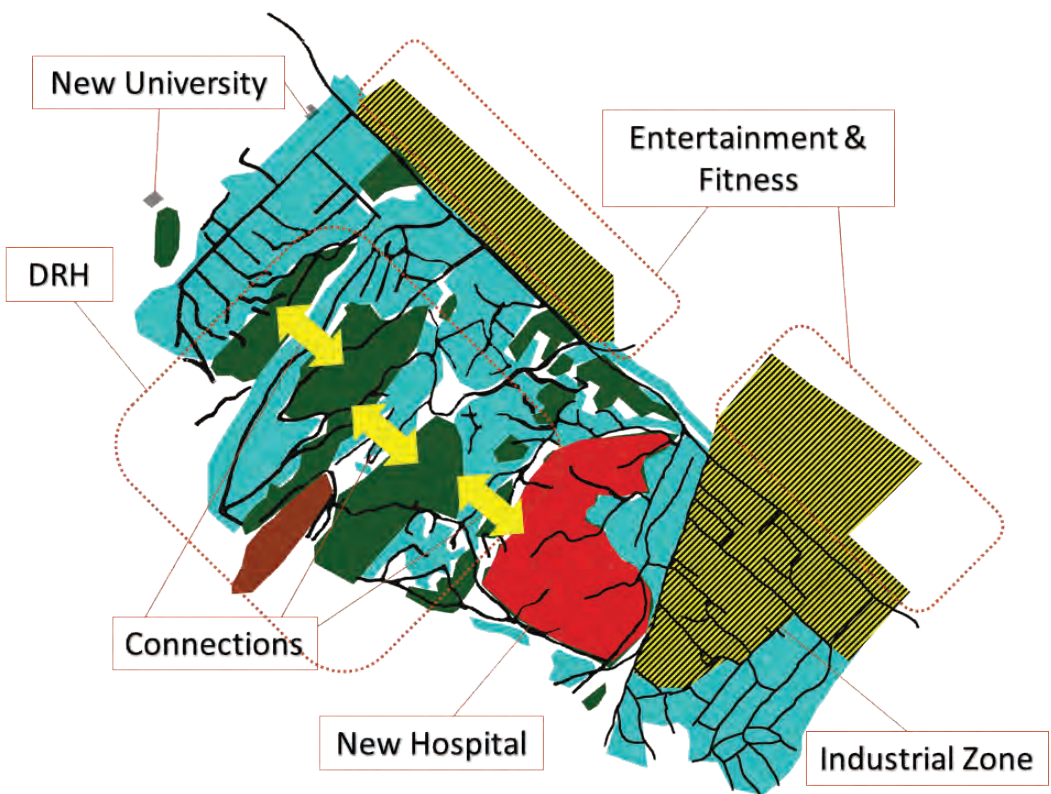 New University
Entertainment &
Fitness
DRH
Connections
New Hospital
Industrial Zone